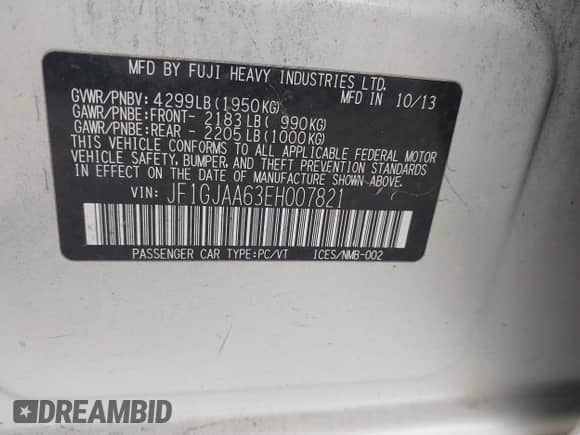 MFD BY FUJI HEAVY INDUSTRIES LTD.
GVWR/PNBV: 4299LB(1950KG) MFD IN 10/13
GAWR/PNBE:FRONT- 2183LB( 990KG)
GAWR/PNBE:REAR - 2205LB(1000KG)
THIS VEHICLE CONFORMS TO ALL APPLICABLE FEDERAL MOTOR
VEHICLE SAFETY, BUMPER, AND THEFT PREVENTION STANDARDS
IN EFFECT ON THE DATE OF MANUFACTURE SHOWN ABOVE.
VIN: JF1GJAA63EH007821
PASSENGER CAR TYPE:PC/VT ICES/NMB-002
DREAMBID